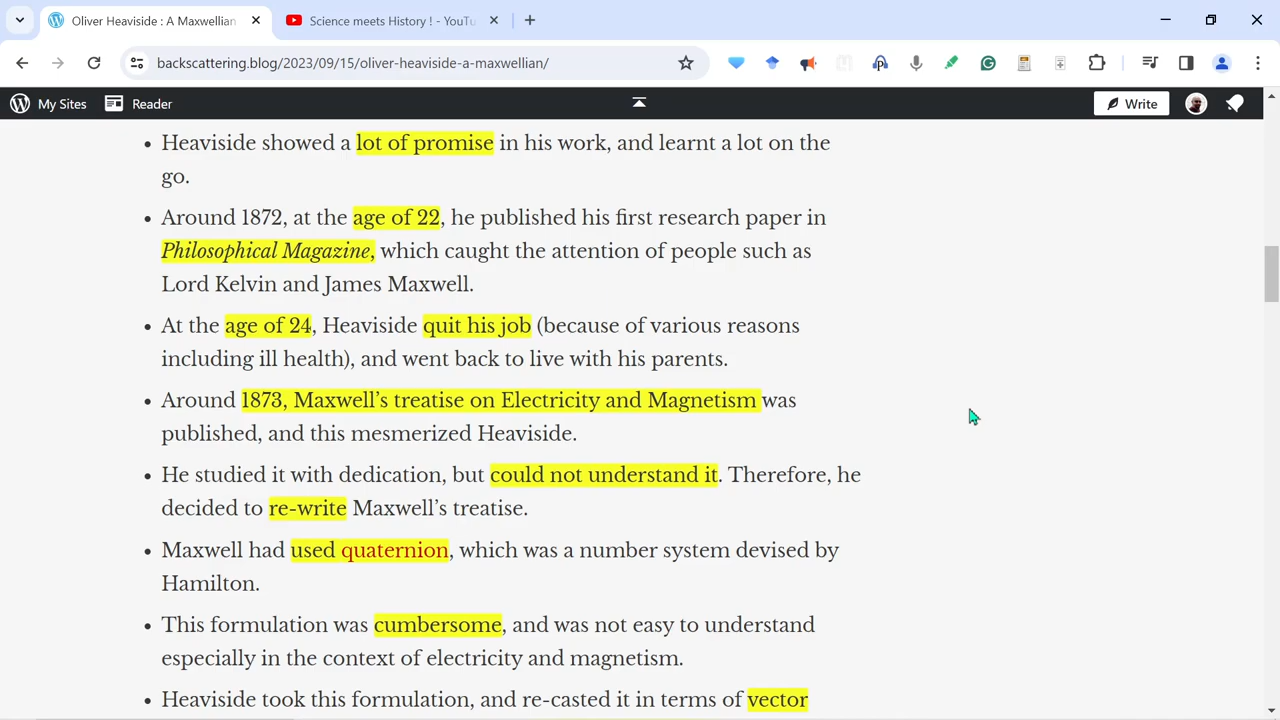 Oliver Heaviside : A Maxwellian
Science meets History ! - YouTu
backscattering.blog/2023/09/15/oliver-heaviside-a-maxwellian/
My Sites
Reader
Write
• Heaviside showed a lot of promise in his work, and learnt a lot on the
go.
• Around 1872, at the age of 22, he published his first research paper in
Philosophical Magazine, which caught the attention of people such as
Lord Kelvin and James Maxwell.
• At the age of 24, Heaviside quit his job (because of various reasons
including ill health), and went back to live with his parents.
• Around 1873, Maxwell’s treatise on Electricity and Magnetism was
published, and this mesmerized Heaviside.
• He studied it with dedication, but could not understand it. Therefore, he
decided to re-write Maxwell’s treatise.
• Maxwell had used quaternion, which was a number system devised by
Hamilton.
• This formulation was cumbersome, and was not easy to understand
especially in the context of electricity and magnetism.
• Heaviside took this formulation, and re-casted it in terms of vector